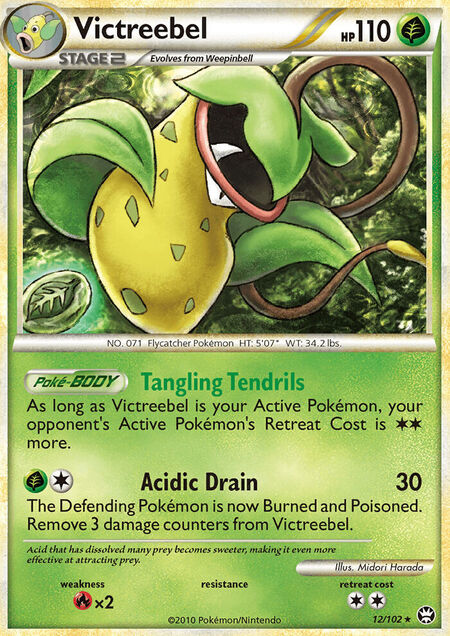 Victreebel HP110
STAGE 2 Evolves from Weepinbell
NO. 071 Flycatcher Pokémon HT: 5'07" WT: 34.2 lbs.
Poké-BODY Tangling Tendrils
As long as Victreebel is your Active Pokémon, your
opponent's Active Pokémon's Retreat Cost is
more.
Acidic Drain 30
The Defending Pokémon is now Burned and Poisoned.
Remove 3 damage counters from Victreebel.
Acid that has dissolved many prey becomes sweeter, making it even more
effective at attracting prey.
Illus. Midori Harada
weakness resistance retreat cost
×2
©2010 Pokémon/Nintendo 12/102 ★